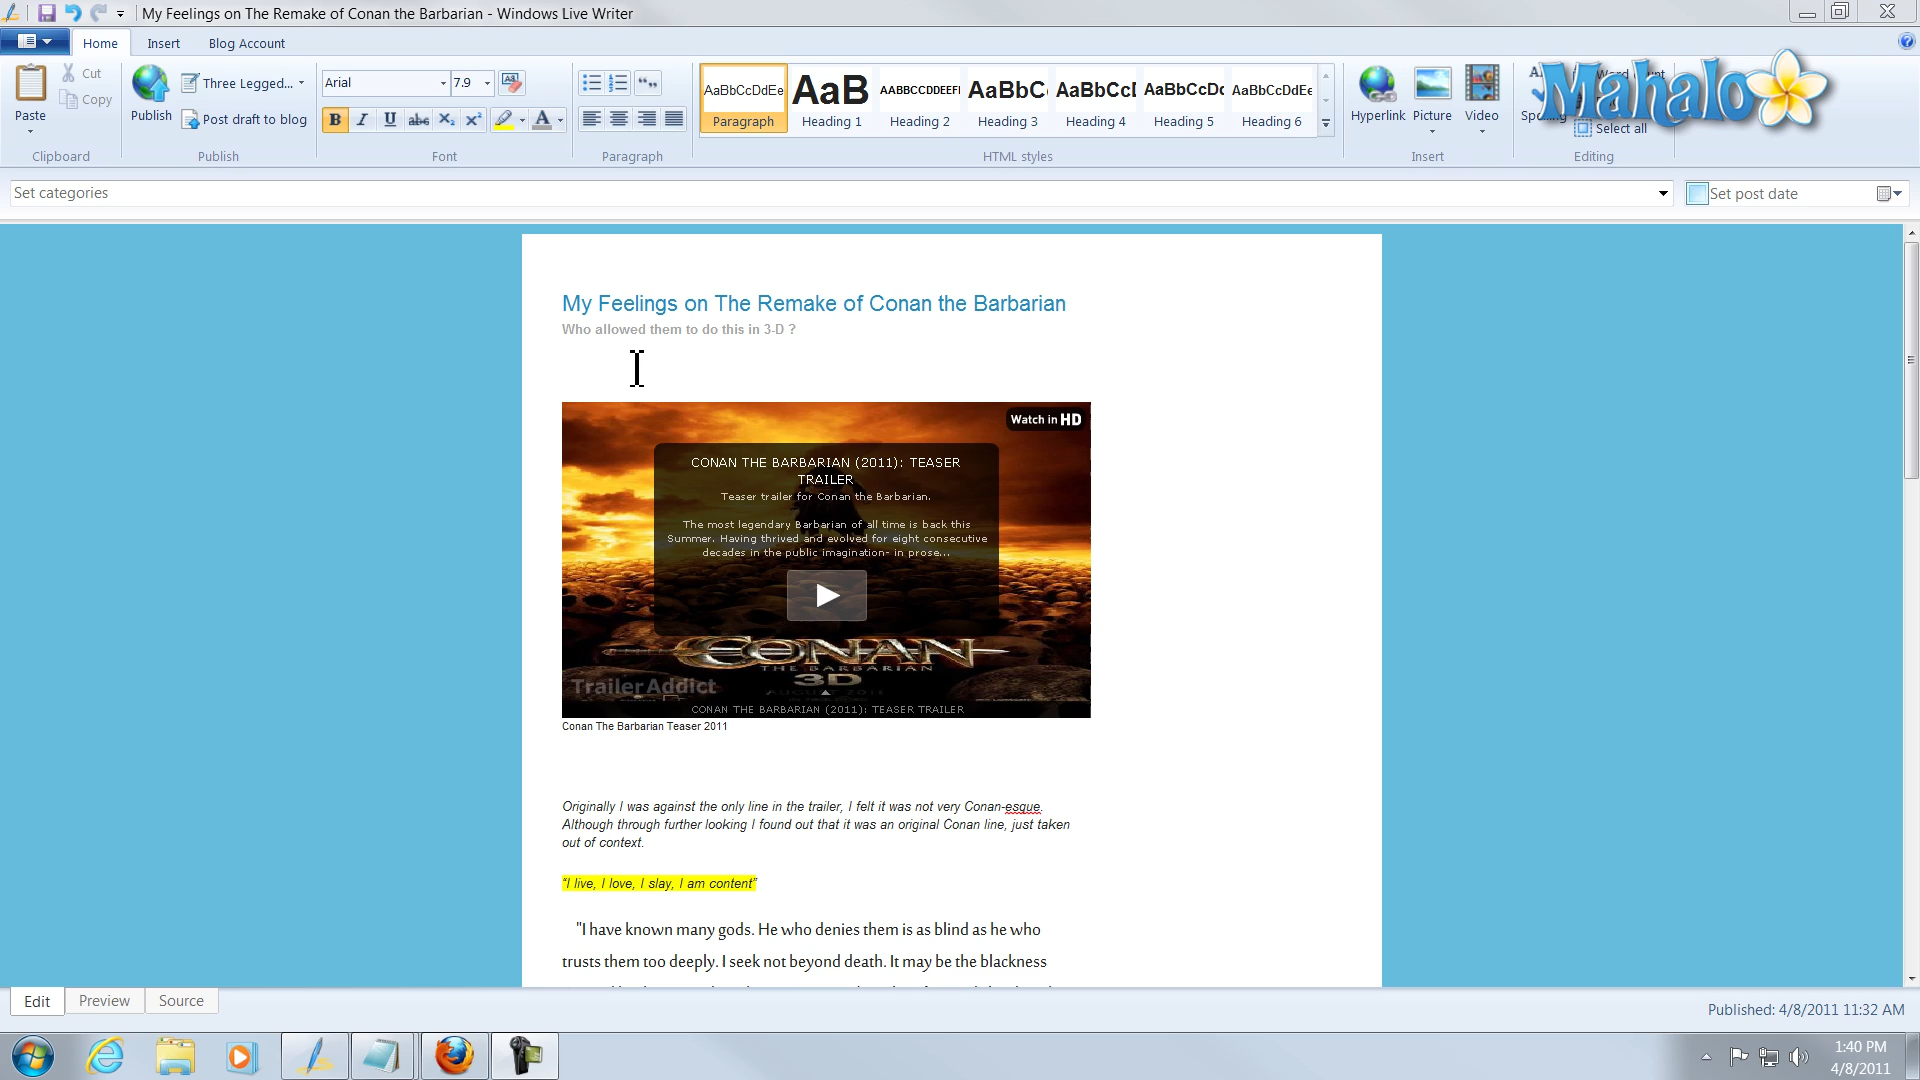 My Feelings on The Remake of Conan the Barbarian - Windows Live Writer
Home Insert Blog Account
Paste
Cut
Copy
Clipboard
Publish
Three Legged...
Post draft to blog
Publish
Arial 7.9
B I U abc X₂ X² A
Font
Paragraph
AaBbCcDdEe AaB AABBCCDDEEFI AaBbC AaBbCc AaBbCcDc AaBbCcDdEe
Paragraph Heading 1 Heading 2 Heading 3 Heading 4 Heading 5 Heading 6
HTML styles
Hyperlink Picture Video
Insert
Word count
Select all
Editing
Mahalo
Set categories
Set post date
My Feelings on The Remake of Conan the Barbarian
Who allowed them to do this in 3-D ?
Watch in HD
CONAN THE BARBARIAN (2011): TEASER
TRAILER
Teaser trailer for Conan the Barbarian.
The most legendary Barbarian of all time is back this
Summer. Having thrived and evolved for eight consecutive
decades in the public imagination- in prose...
CONAN
THE BARBARIAN
3D
AUGUST 2011
TrailerAddict
CONAN THE BARBARIAN (2011): TEASER TRAILER
Conan The Barbarian Teaser 2011
Originally I was against the only line in the trailer, I felt it was not very Conan-esque.
Although through further looking I found out that it was an original Conan line, just taken
out of context.
“I live, I love, I slay, I am content”
"I have known many gods. He who denies them is as blind as he who
trusts them too deeply. I seek not beyond death. It may be the blackness
Edit Preview Source
Published: 4/8/2011 11:32 AM
1:40 PM
4/8/2011